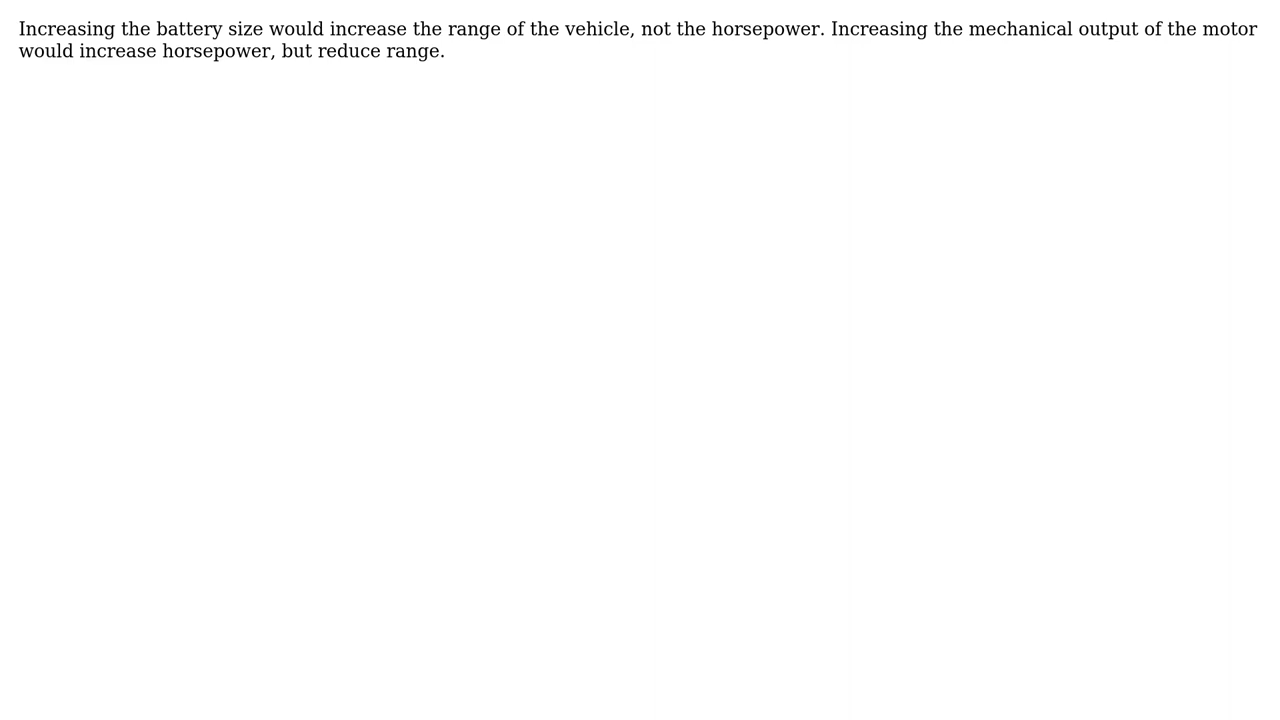 Increasing the battery size would increase the range of the vehicle, not the horsepower. Increasing the mechanical output of the motor
would increase horsepower, but reduce range.